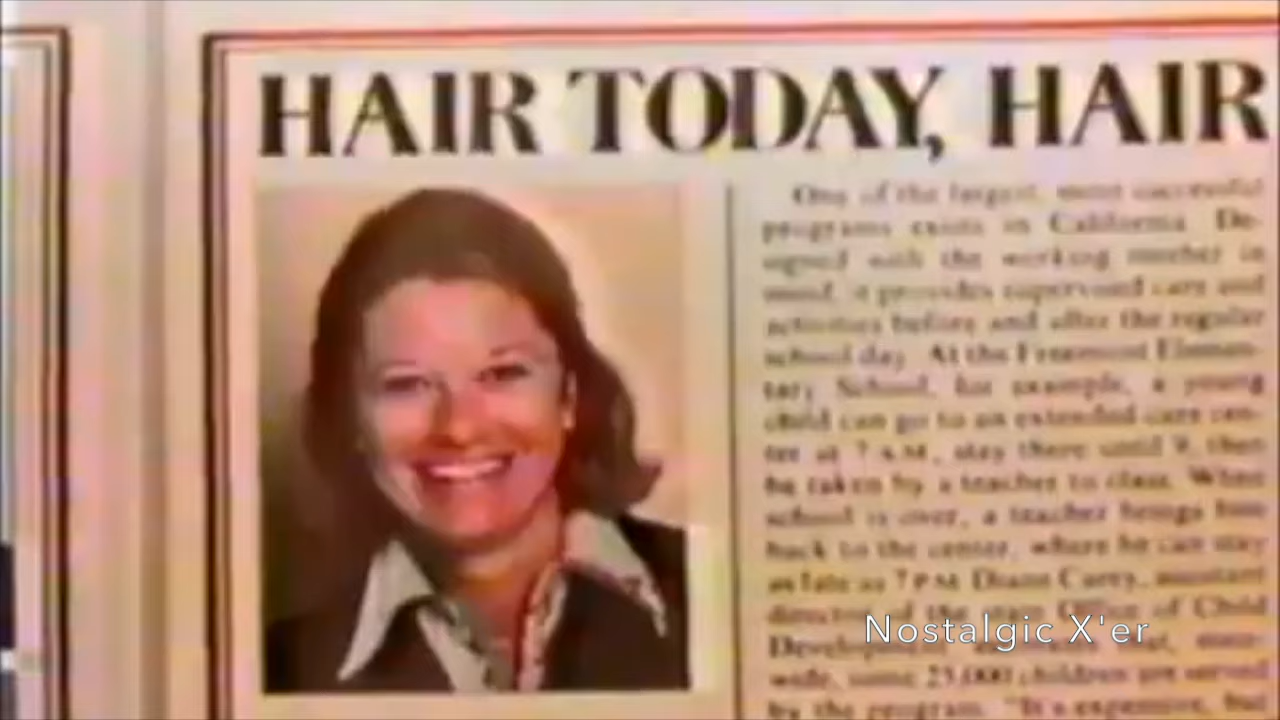 HAIR TODAY, HAIR
One of the largest, most successful
programs exists in California. De-
signed with the working mother in
mind, it provides supervised care and
activities before and after the regular
school day. At the Freemont Elemen-
tary School, for example, a young
child can go to an extended care cen-
ter at 7 A.M., stay there until 9, then
be taken by a teacher to class. When
school is over, a teacher brings him
back to the center, where he can stay
as late as 7 P.M. Diane Carey, assistant
director of the state Office of Child
Development
wide, some 25,000 children are served
by the program. "It's expensive, but
Nostalgic X'er